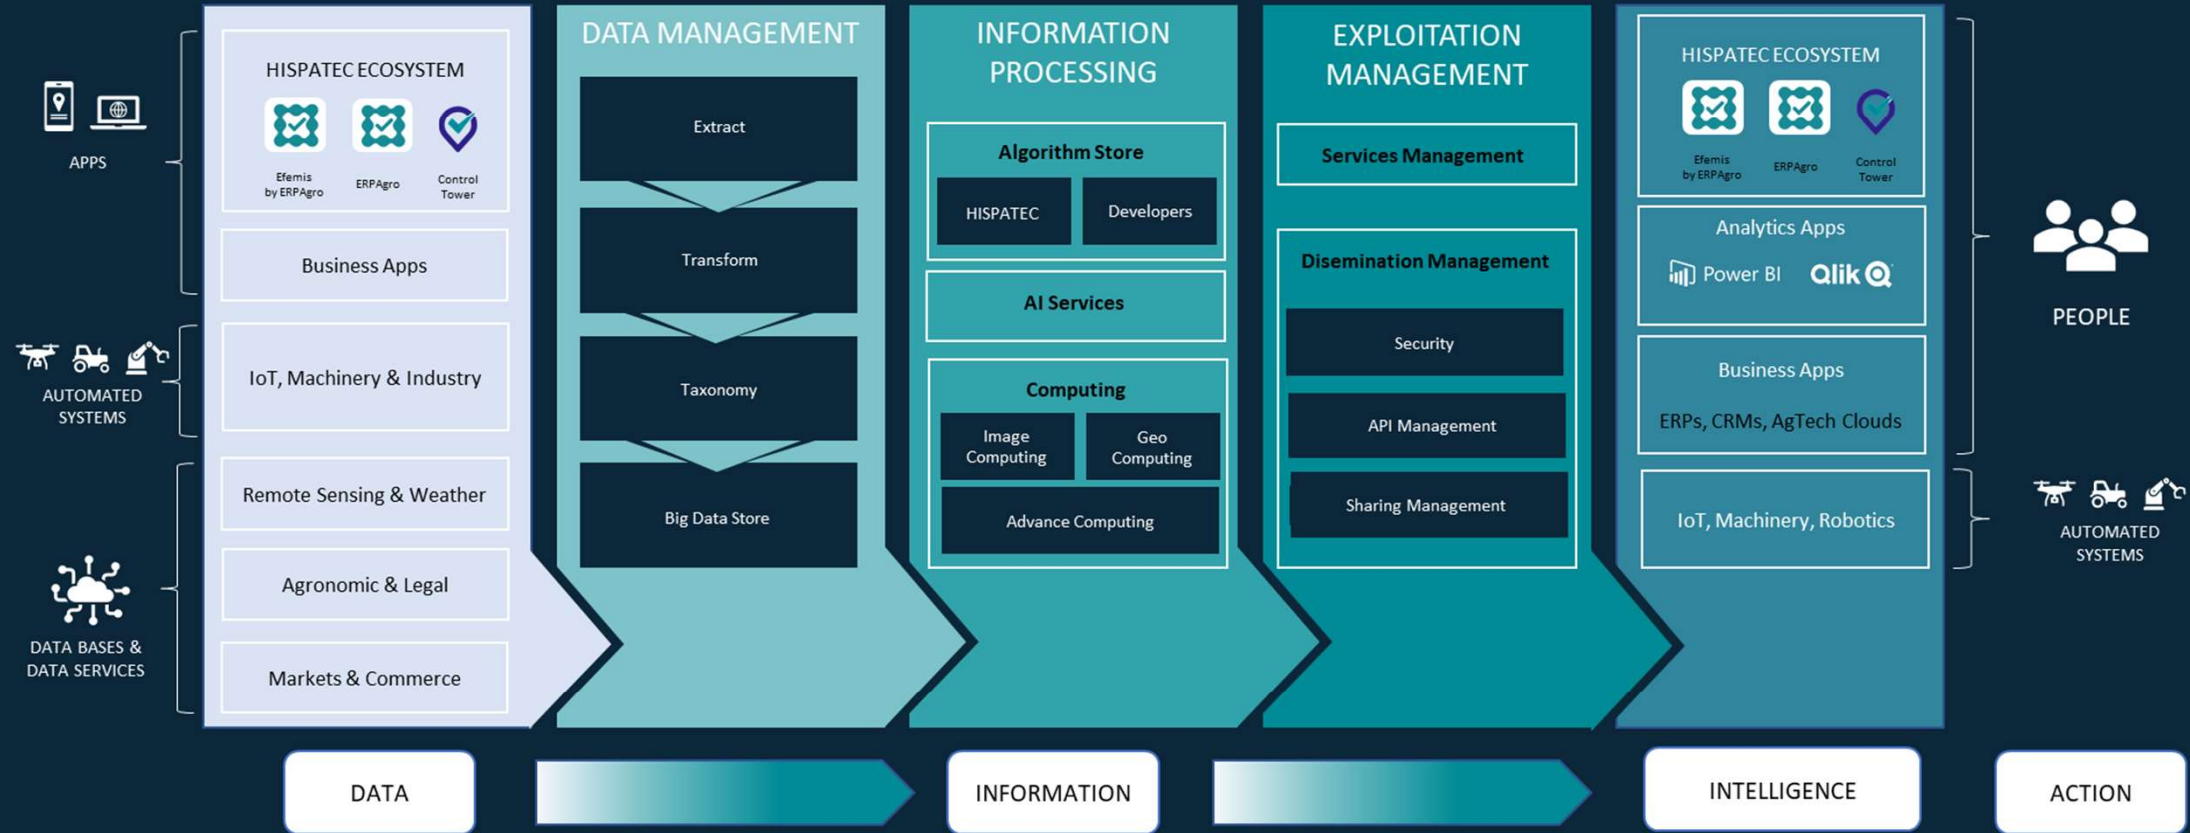 APPS
AUTOMATED
SYSTEMS
DATA BASES &
DATA SERVICES
HISPATEC ECOSYSTEM
Efemis
by ERPAgro
ERPAgro
Control
Tower
Business Apps
IoT, Machinery & Industry
Remote Sensing & Weather
Agronomic & Legal
Markets & Commerce
DATA MANAGEMENT
Extract
Transform
Taxonomy
Big Data Store
INFORMATION
PROCESSING
Algorithm Store
HISPATEC
Developers
AI Services
Computing
Image
Computing
Geo
Computing
Advance Computing
EXPLOITATION
MANAGEMENT
Services Management
Disemination Management
Security
API Management
Sharing Management
HISPATEC ECOSYSTEM
Efemis
by ERPAgro
ERPAgro
Control
Tower
Analytics Apps
Power BI
Qlik
Business Apps
ERPs, CRMs, AgTech Clouds
IoT, Machinery, Robotics
PEOPLE
AUTOMATED
SYSTEMS
DATA
INFORMATION
INTELLIGENCE
ACTION